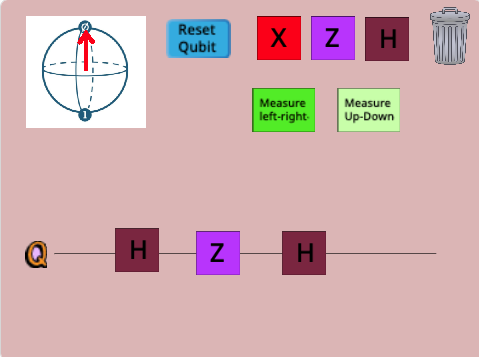 0
Reset
Qubit
X Z H
1
Measure
left-right-
Measure
Up-Down
Q H Z H